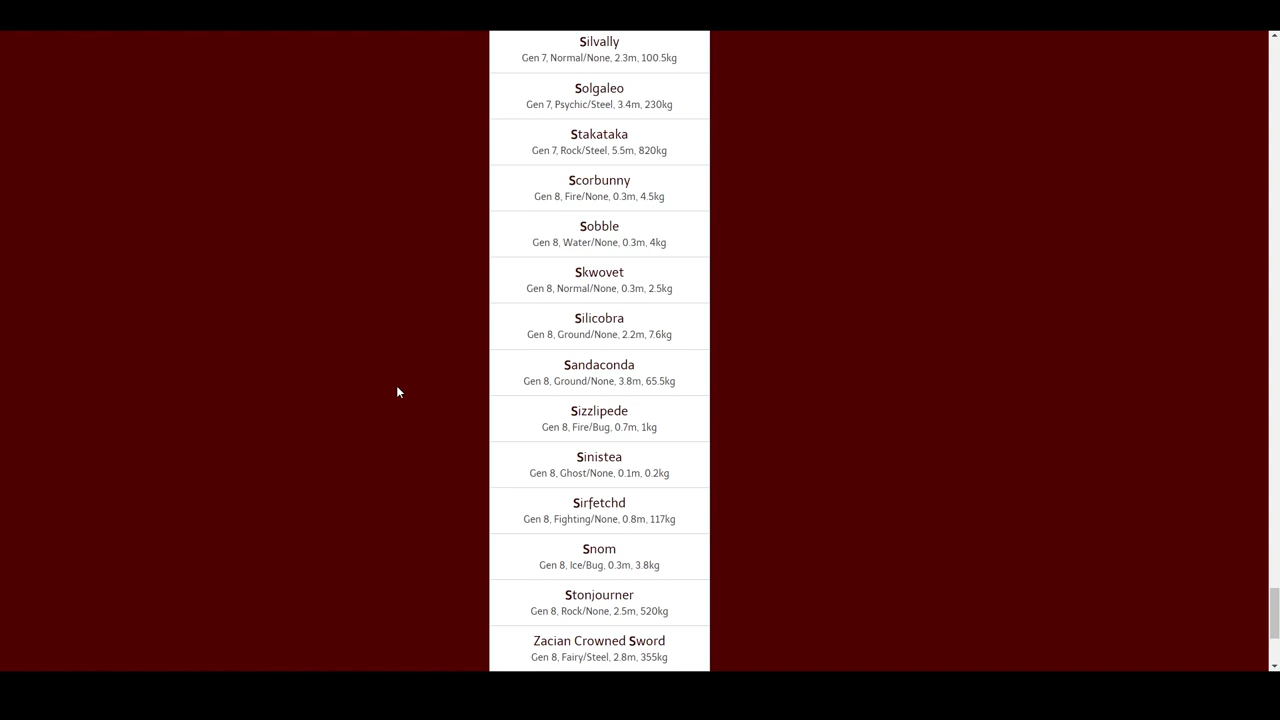 Silvally
Gen 7, Normal/None, 2.3m, 100.5kg
Solgaleo
Gen 7, Psychic/Steel, 3.4m, 230kg
Stakataka
Gen 7, Rock/Steel, 5.5m, 820kg
Scorbunny
Gen 8, Fire/None, 0.3m, 4.5kg
Sobble
Gen 8, Water/None, 0.3m, 4kg
Skwovet
Gen 8, Normal/None, 0.3m, 2.5kg
Silicobra
Gen 8, Ground/None, 2.2m, 7.6kg
Sandaconda
Gen 8, Ground/None, 3.8m, 65.5kg
Sizzlipede
Gen 8, Fire/Bug, 0.7m, 1kg
Sinistea
Gen 8, Ghost/None, 0.1m, 0.2kg
Sirfetchd
Gen 8, Fighting/None, 0.8m, 117kg
Snom
Gen 8, Ice/Bug, 0.3m, 3.8kg
Stonjourner
Gen 8, Rock/None, 2.5m, 520kg
Zacian Crowned Sword
Gen 8, Fairy/Steel, 2.8m, 355kg